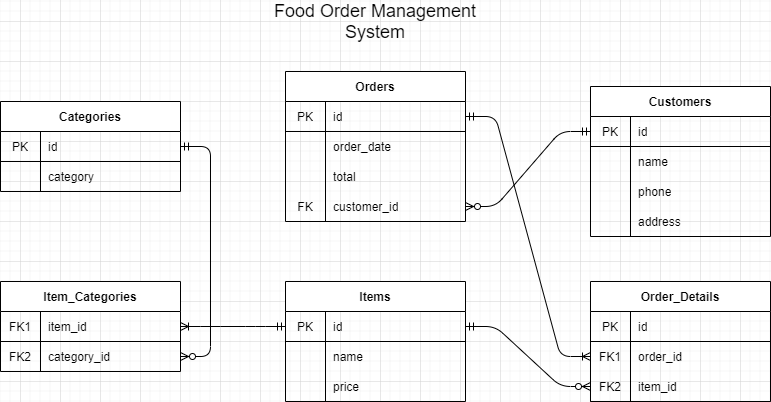 Food Order Management
System
Orders
PK id
order_date
total
FK customer_id
Customers
PK id
name
phone
address
Categories
PK id
category
Item_Categories
FK1 item_id
FK2 category_id
Items
PK id
name
price
Order_Details
PK id
FK1 order_id
FK2 item_id